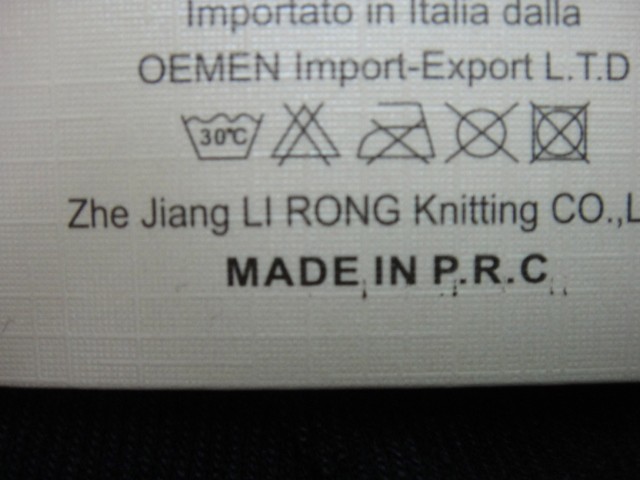 Importato in Italia dalla
OEMEN Import-Export L.T.D
30°C
Zhe Jiang LI RONG Knitting CO.,L
MADE IN P.R.C